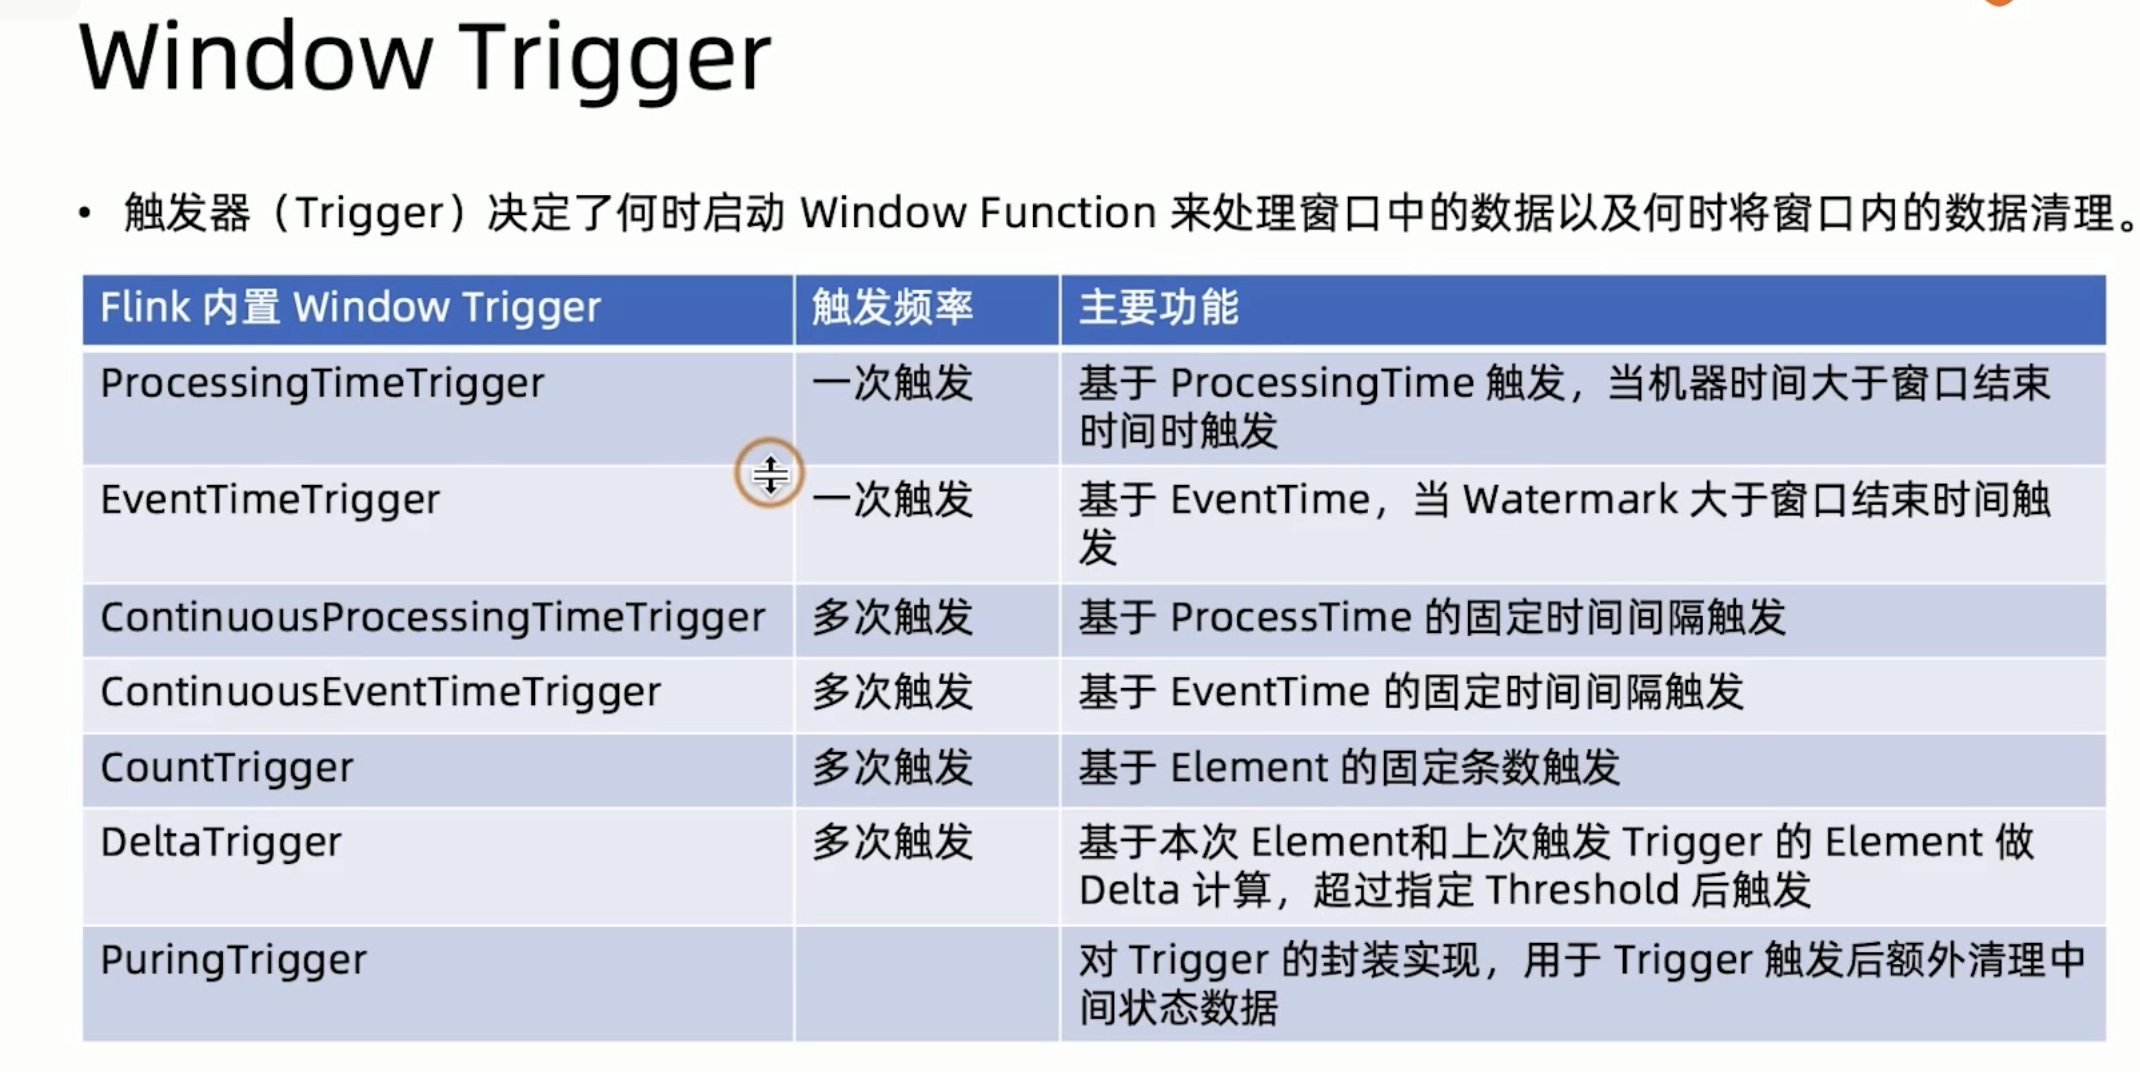 Window Trigger
• 触发器（Trigger）决定了何时启动 Window Function 来处理窗口中的数据以及何时将窗口内的数据清理。
Flink 内置 Window Trigger 触发频率 主要功能
ProcessingTimeTrigger 一次触发 基于 ProcessingTime 触发，当机器时间大于窗口结束
时间时触发
EventTimeTrigger 一次触发 基于 EventTime，当 Watermark 大于窗口结束时间触
发
ContinuousProcessingTimeTrigger 多次触发 基于 ProcessTime 的固定时间间隔触发
ContinuousEventTimeTrigger 多次触发 基于 EventTime 的固定时间间隔触发
CountTrigger 多次触发 基于 Element 的固定条数触发
DeltaTrigger 多次触发 基于本次 Element和上次触发 Trigger 的 Element 做
Delta 计算，超过指定 Threshold 后触发
PuringTrigger 对 Trigger 的封装实现，用于 Trigger 触发后额外清理中
间状态数据